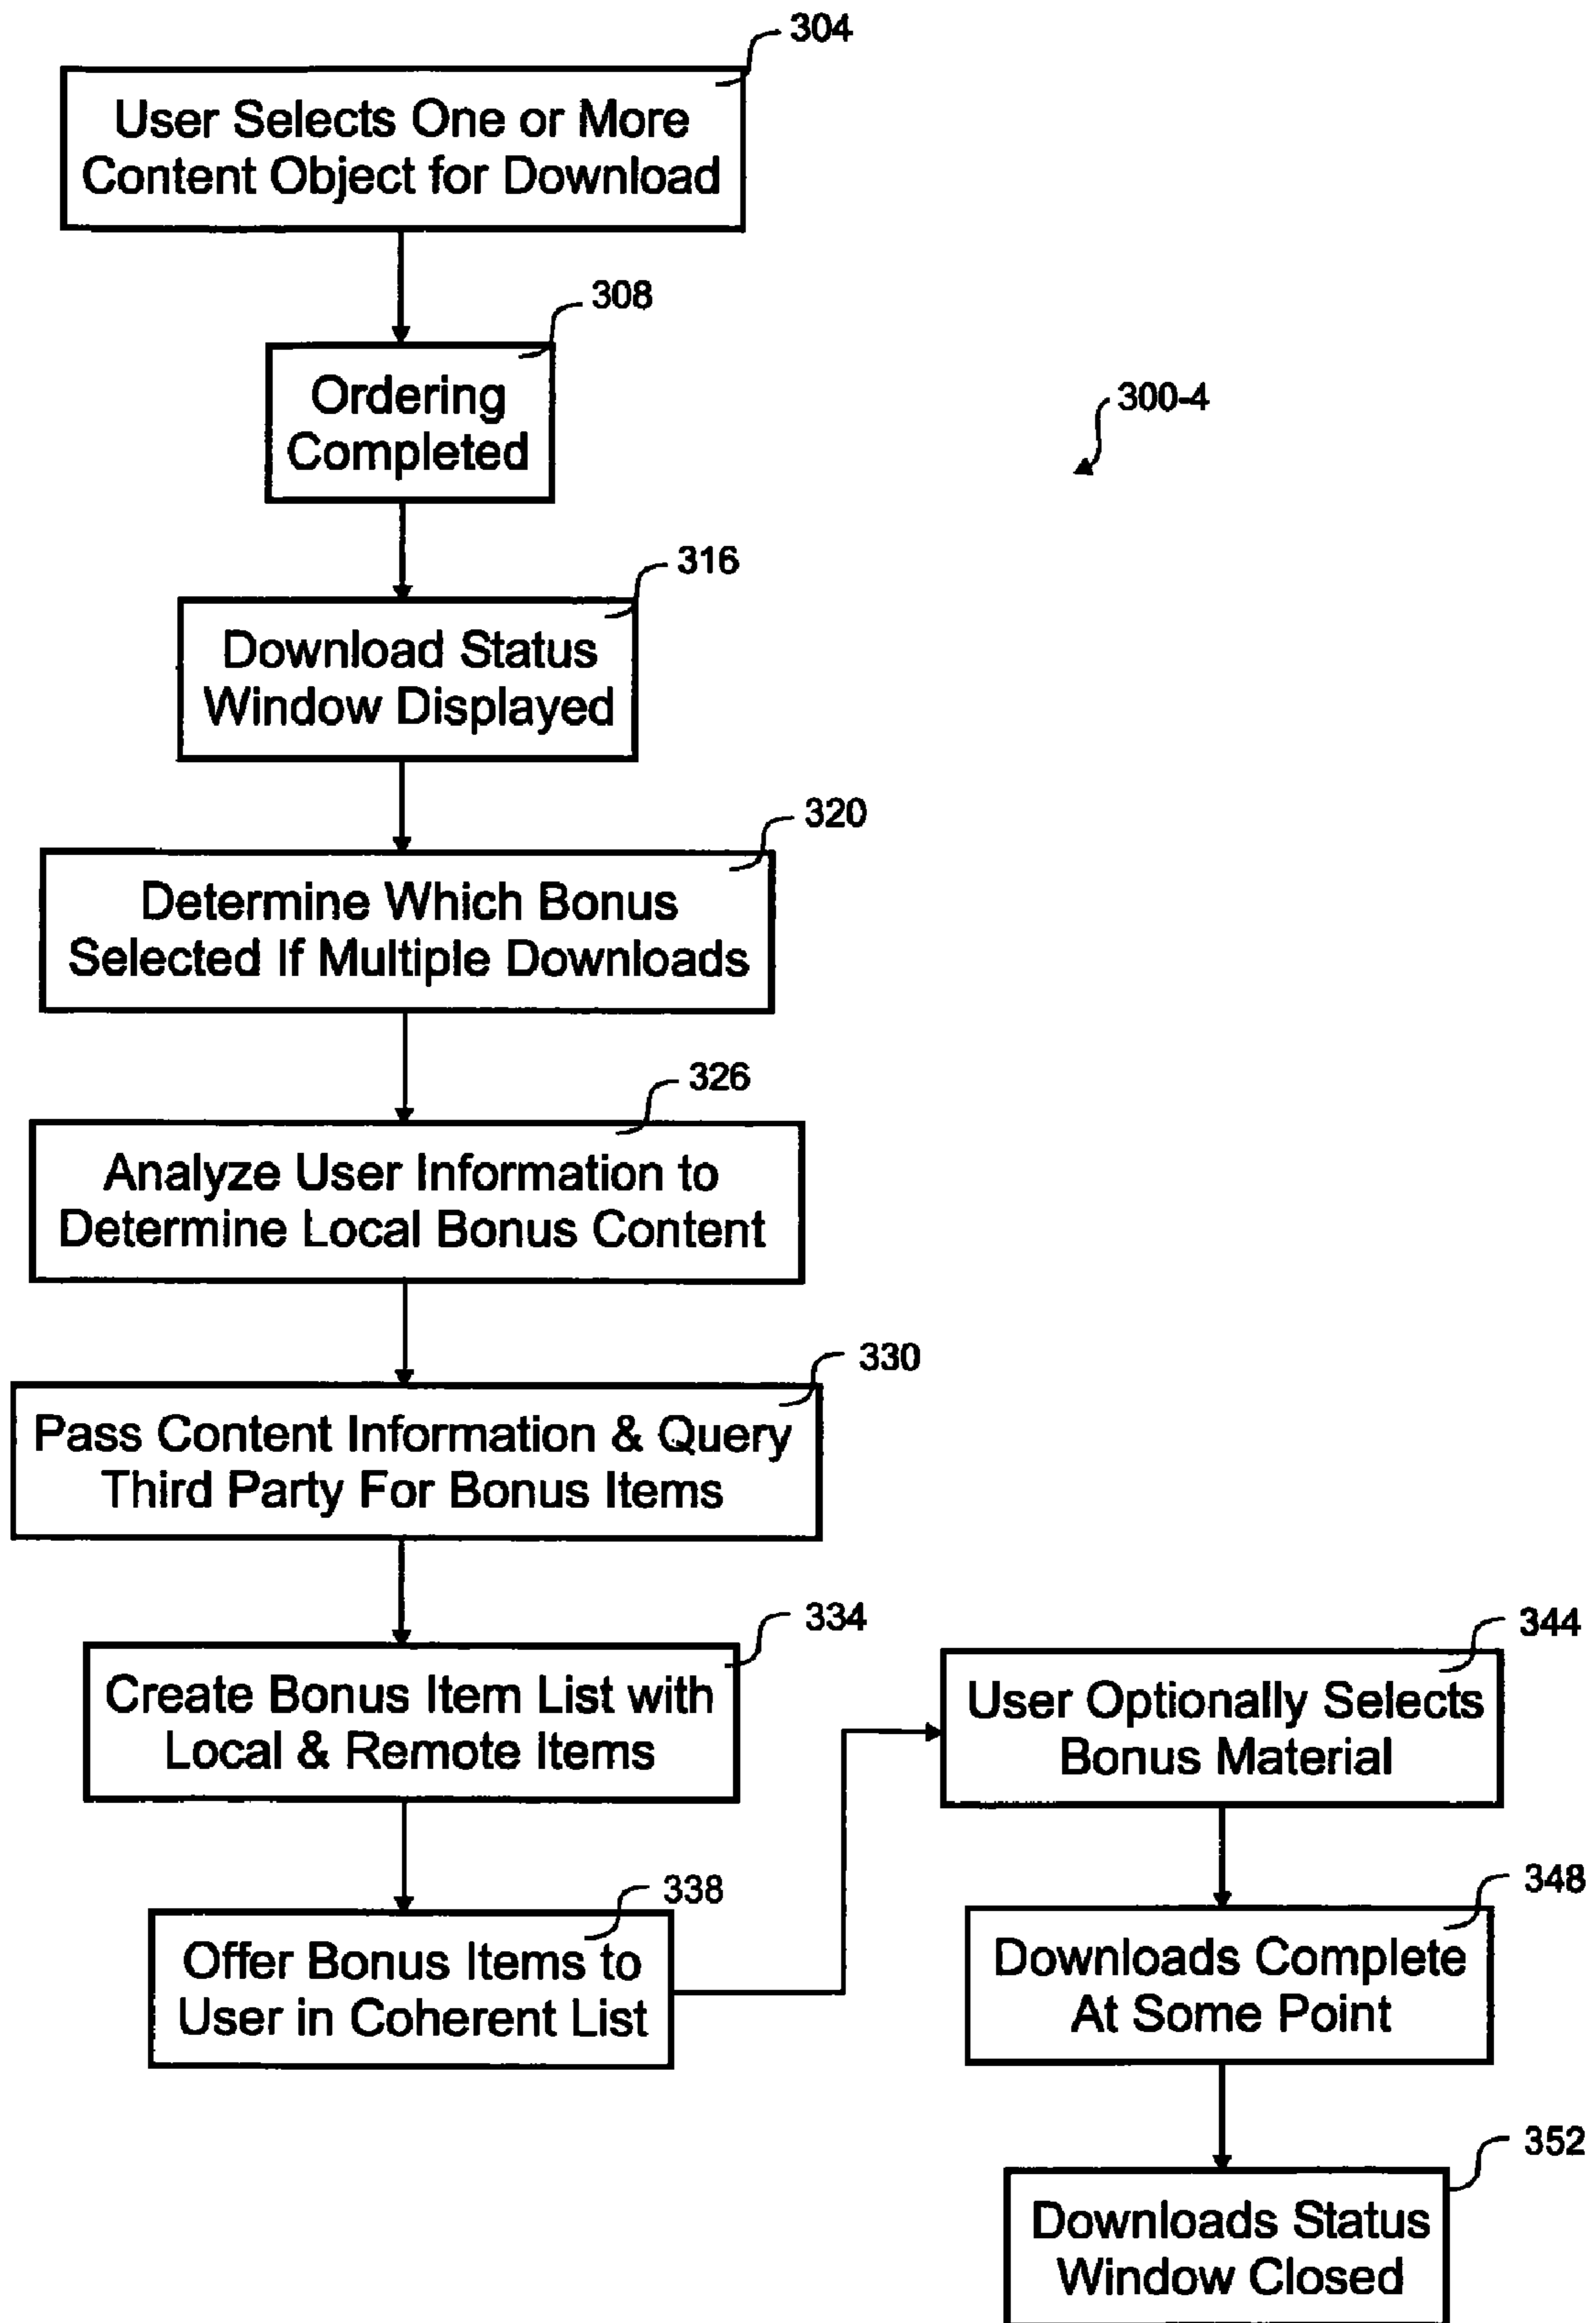 304
User Selects One or More
Content Object for Download
308
Ordering
Completed
300-4
316
Download Status
Window Displayed
320
Determine Which Bonus
Selected If Multiple Downloads
326
Analyze User Information to
Determine Local Bonus Content
330
Pass Content Information & Query
Third Party For Bonus Items
334
Create Bonus Item List with
Local & Remote Items
338
Offer Bonus Items to
User in Coherent List
344
User Optionally Selects
Bonus Material
348
Downloads Complete
At Some Point
352
Downloads Status
Window Closed